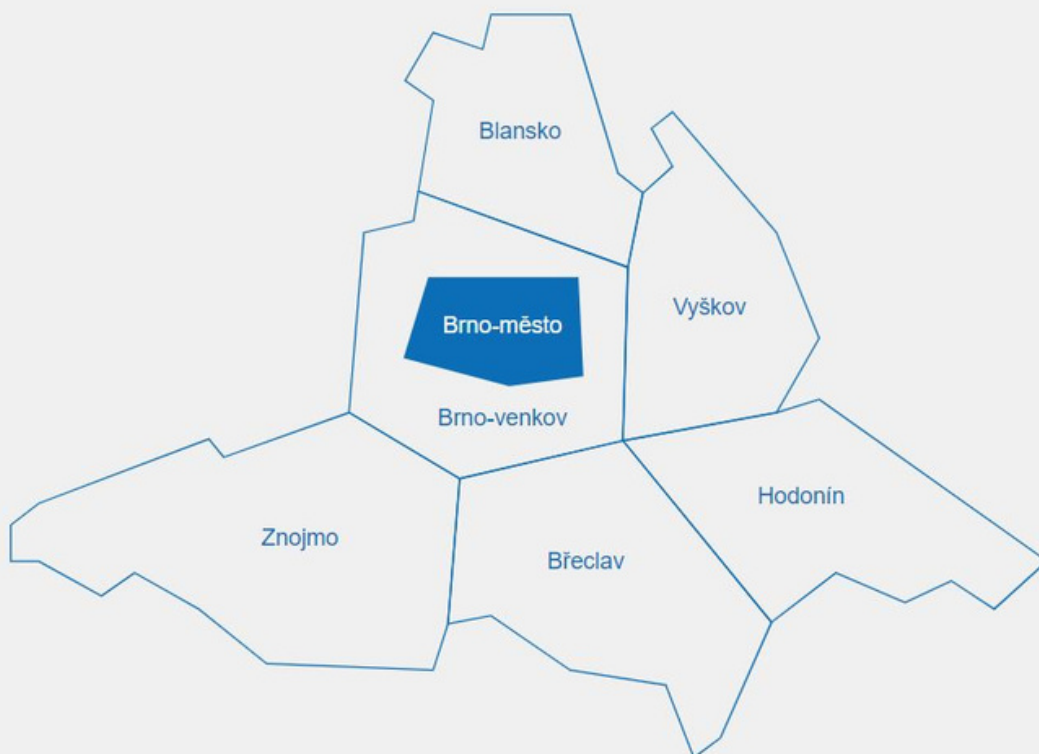 Blansko
Vyškov
Brno-město
Brno-venkov
Hodonín
Znojmo
Břeclav